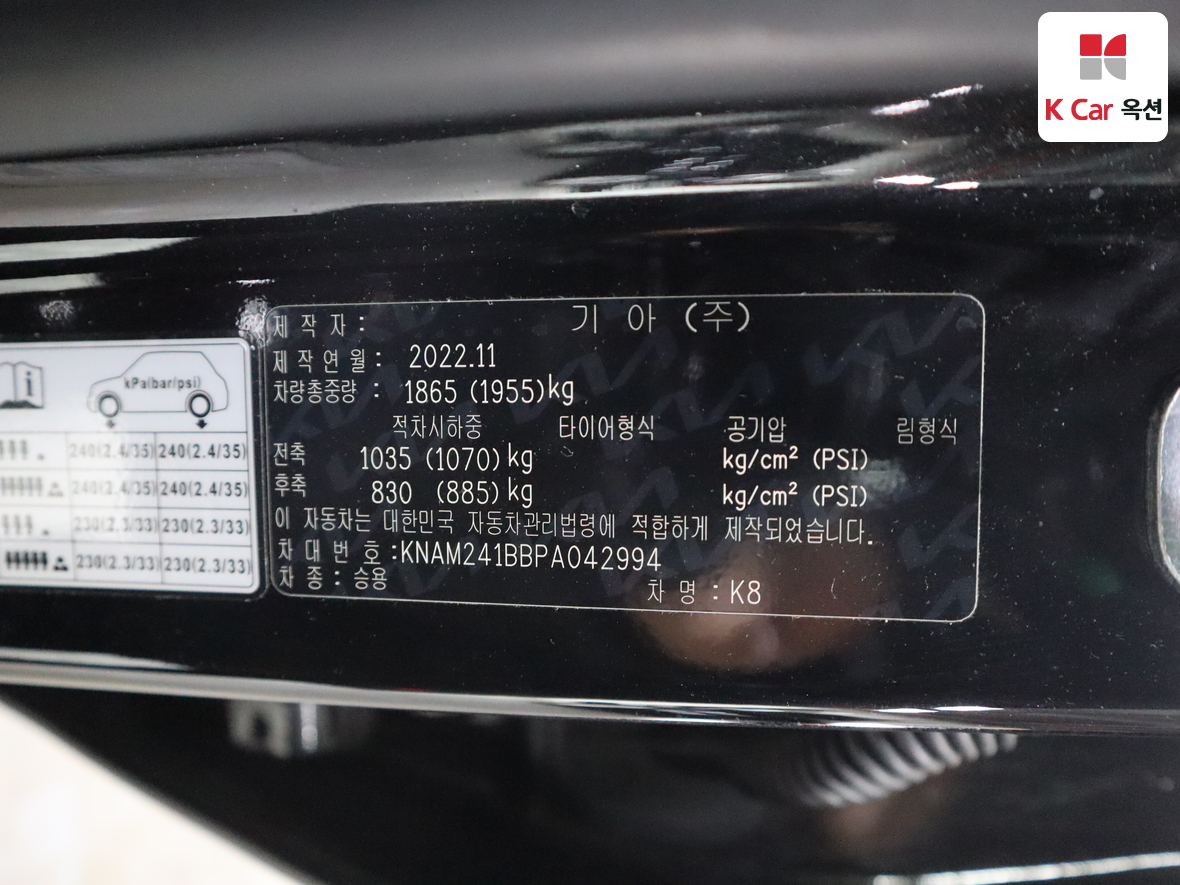 K Car 옥션
제 작 자 : 기 아 (주)
제 작 연 월 : 2022.11
차량총중량 : 1865 (1955)kg
적차시하중 타이어형식 공기압 림형식
전축 1035 (1070) kg kg/cm² (PSI)
후축 830 (885) kg kg/cm² (PSI)
이 자동차는 대한민국 자동차관리법령에 적합하게 제작되었습니다.
차 대 번 호 :KNAM241BBPA042994
차 종 : 승용 차 명 : K8
kPa(bar/psi)
240(2.4/35) 240(2.4/35)
240(2.4/35) 240(2.4/35)
230(2.3/33) 230(2.3/33)
230(2.3/33) 230(2.3/33)